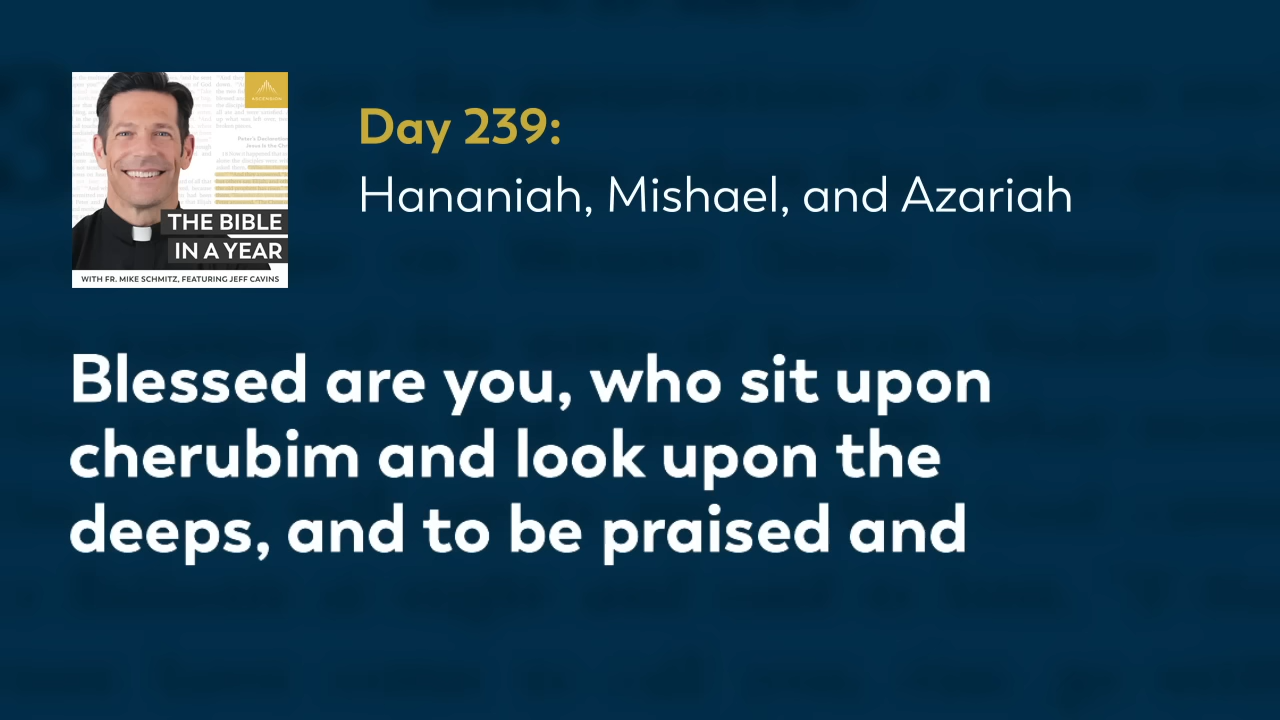 ASCENSION
Day 239:
Hananiah, Mishael, and Azariah
THE BIBLE
IN A YEAR
WITH FR. MIKE SCHMITZ, FEATURING JEFF CAVINS
Blessed are you, who sit upon
cherubim and look upon the
deeps, and to be praised and